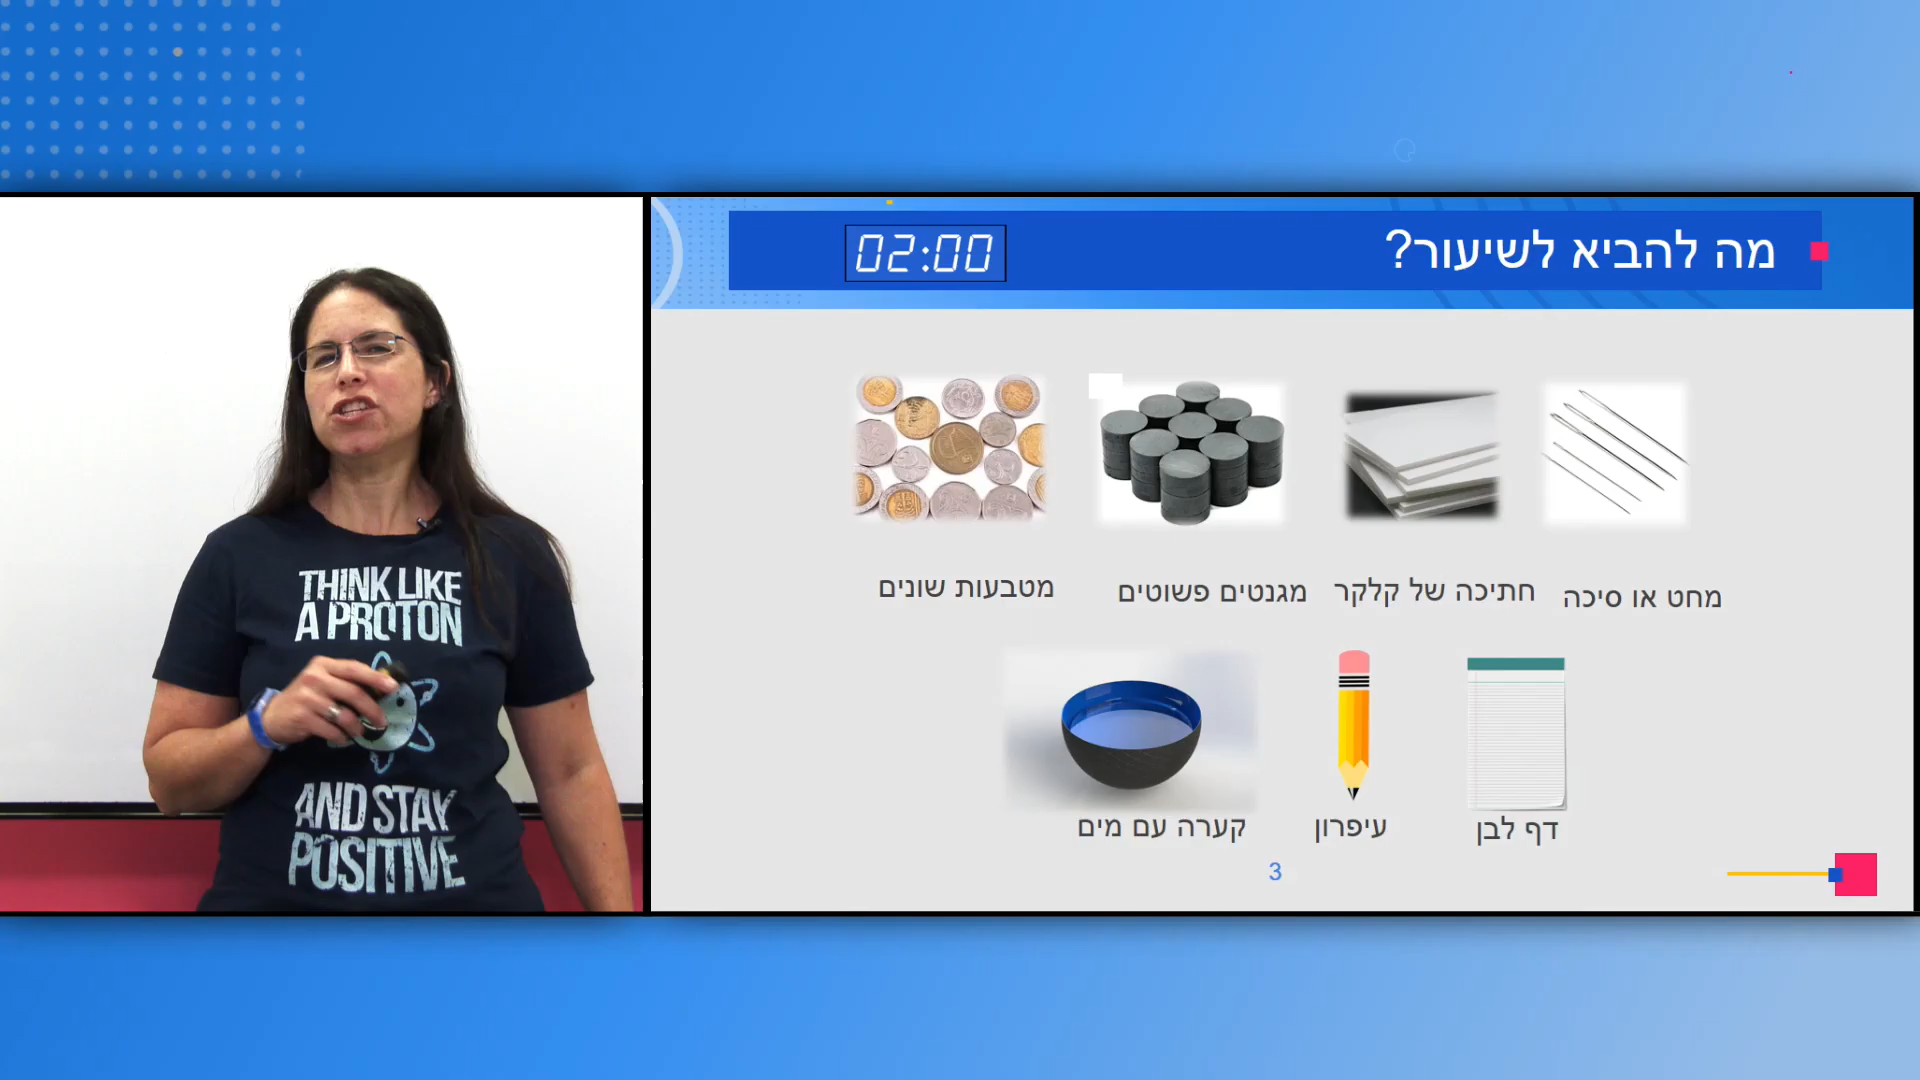 THINK LIKE
A PROTON
AND STAY
POSITIVE
מה להביא לשיעור?
02:00
מחט או סיכה
חתיכה של קלקר
מגנטים פשוטים
מטבעות שונים
דף לבן
עיפרון
קערה עם מים
3